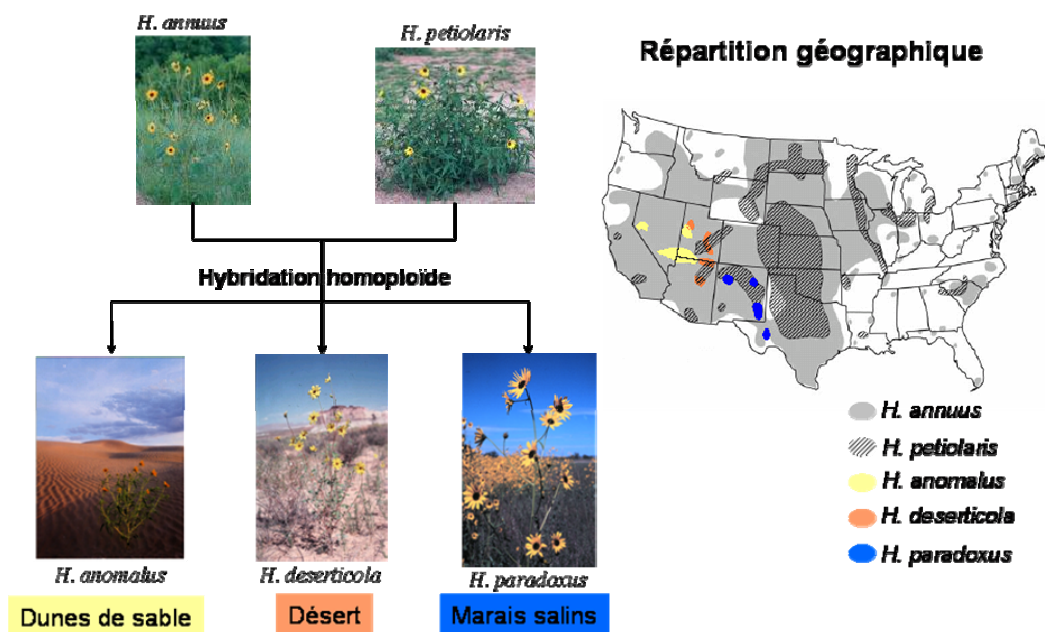 H. annuus
H. petiolaris
Répartition géographique
Hybridation homoploïde
H. annuus
H. petiolaris
H. anomalus
H. deserticola
H. paradoxus
H. anomalus
H. deserticola
H. paradoxus
Dunes de sable
Désert
Marais salins